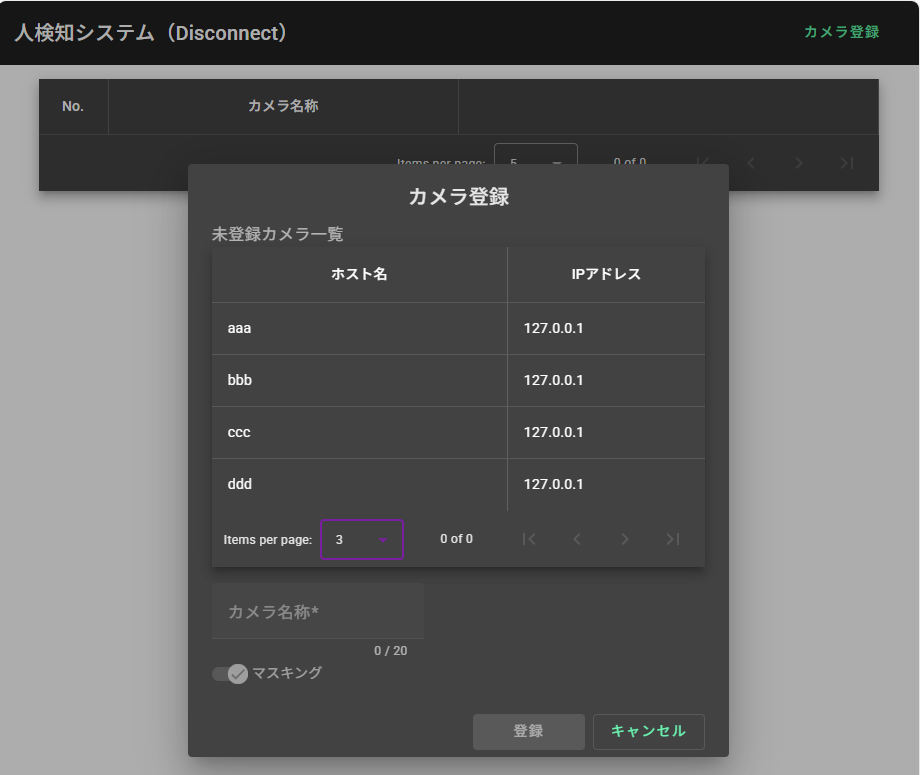 人検知システム（Disconnect） カメラ登録
No. カメラ名称
Items per page: 5 0 of 0
カメラ登録
未登録カメラ一覧
ホスト名 IPアドレス
aaa 127.0.0.1
bbb 127.0.0.1
ccc 127.0.0.1
ddd 127.0.0.1
Items per page: 3 0 of 0
カメラ名称*
0 / 20
マスキング
登録 キャンセル